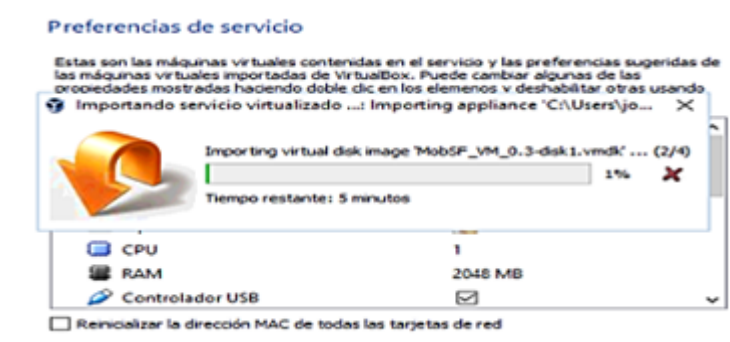 Preferencias de servicio
Estas son las máquinas virtuales contenidas en el servicio y las preferencias sugeridas de
las máquinas virtuales importadas de VirtualBox. Puede cambiar algunas de las
propiedades mostradas haciendo doble clic en los elemenos y deshabilitar otras usando
Importando servicio virtualizado ...: Importing appliance 'C:\Users\jo...
Importing virtual disk image 'MobSF_VM_0.3-disk1.vmdk' ... (2/4)
1%
Tiempo restante: 5 minutos
CPU 1
RAM 2048 MB
Controlador USB
Reinicializar la dirección MAC de todas las tarjetas de red